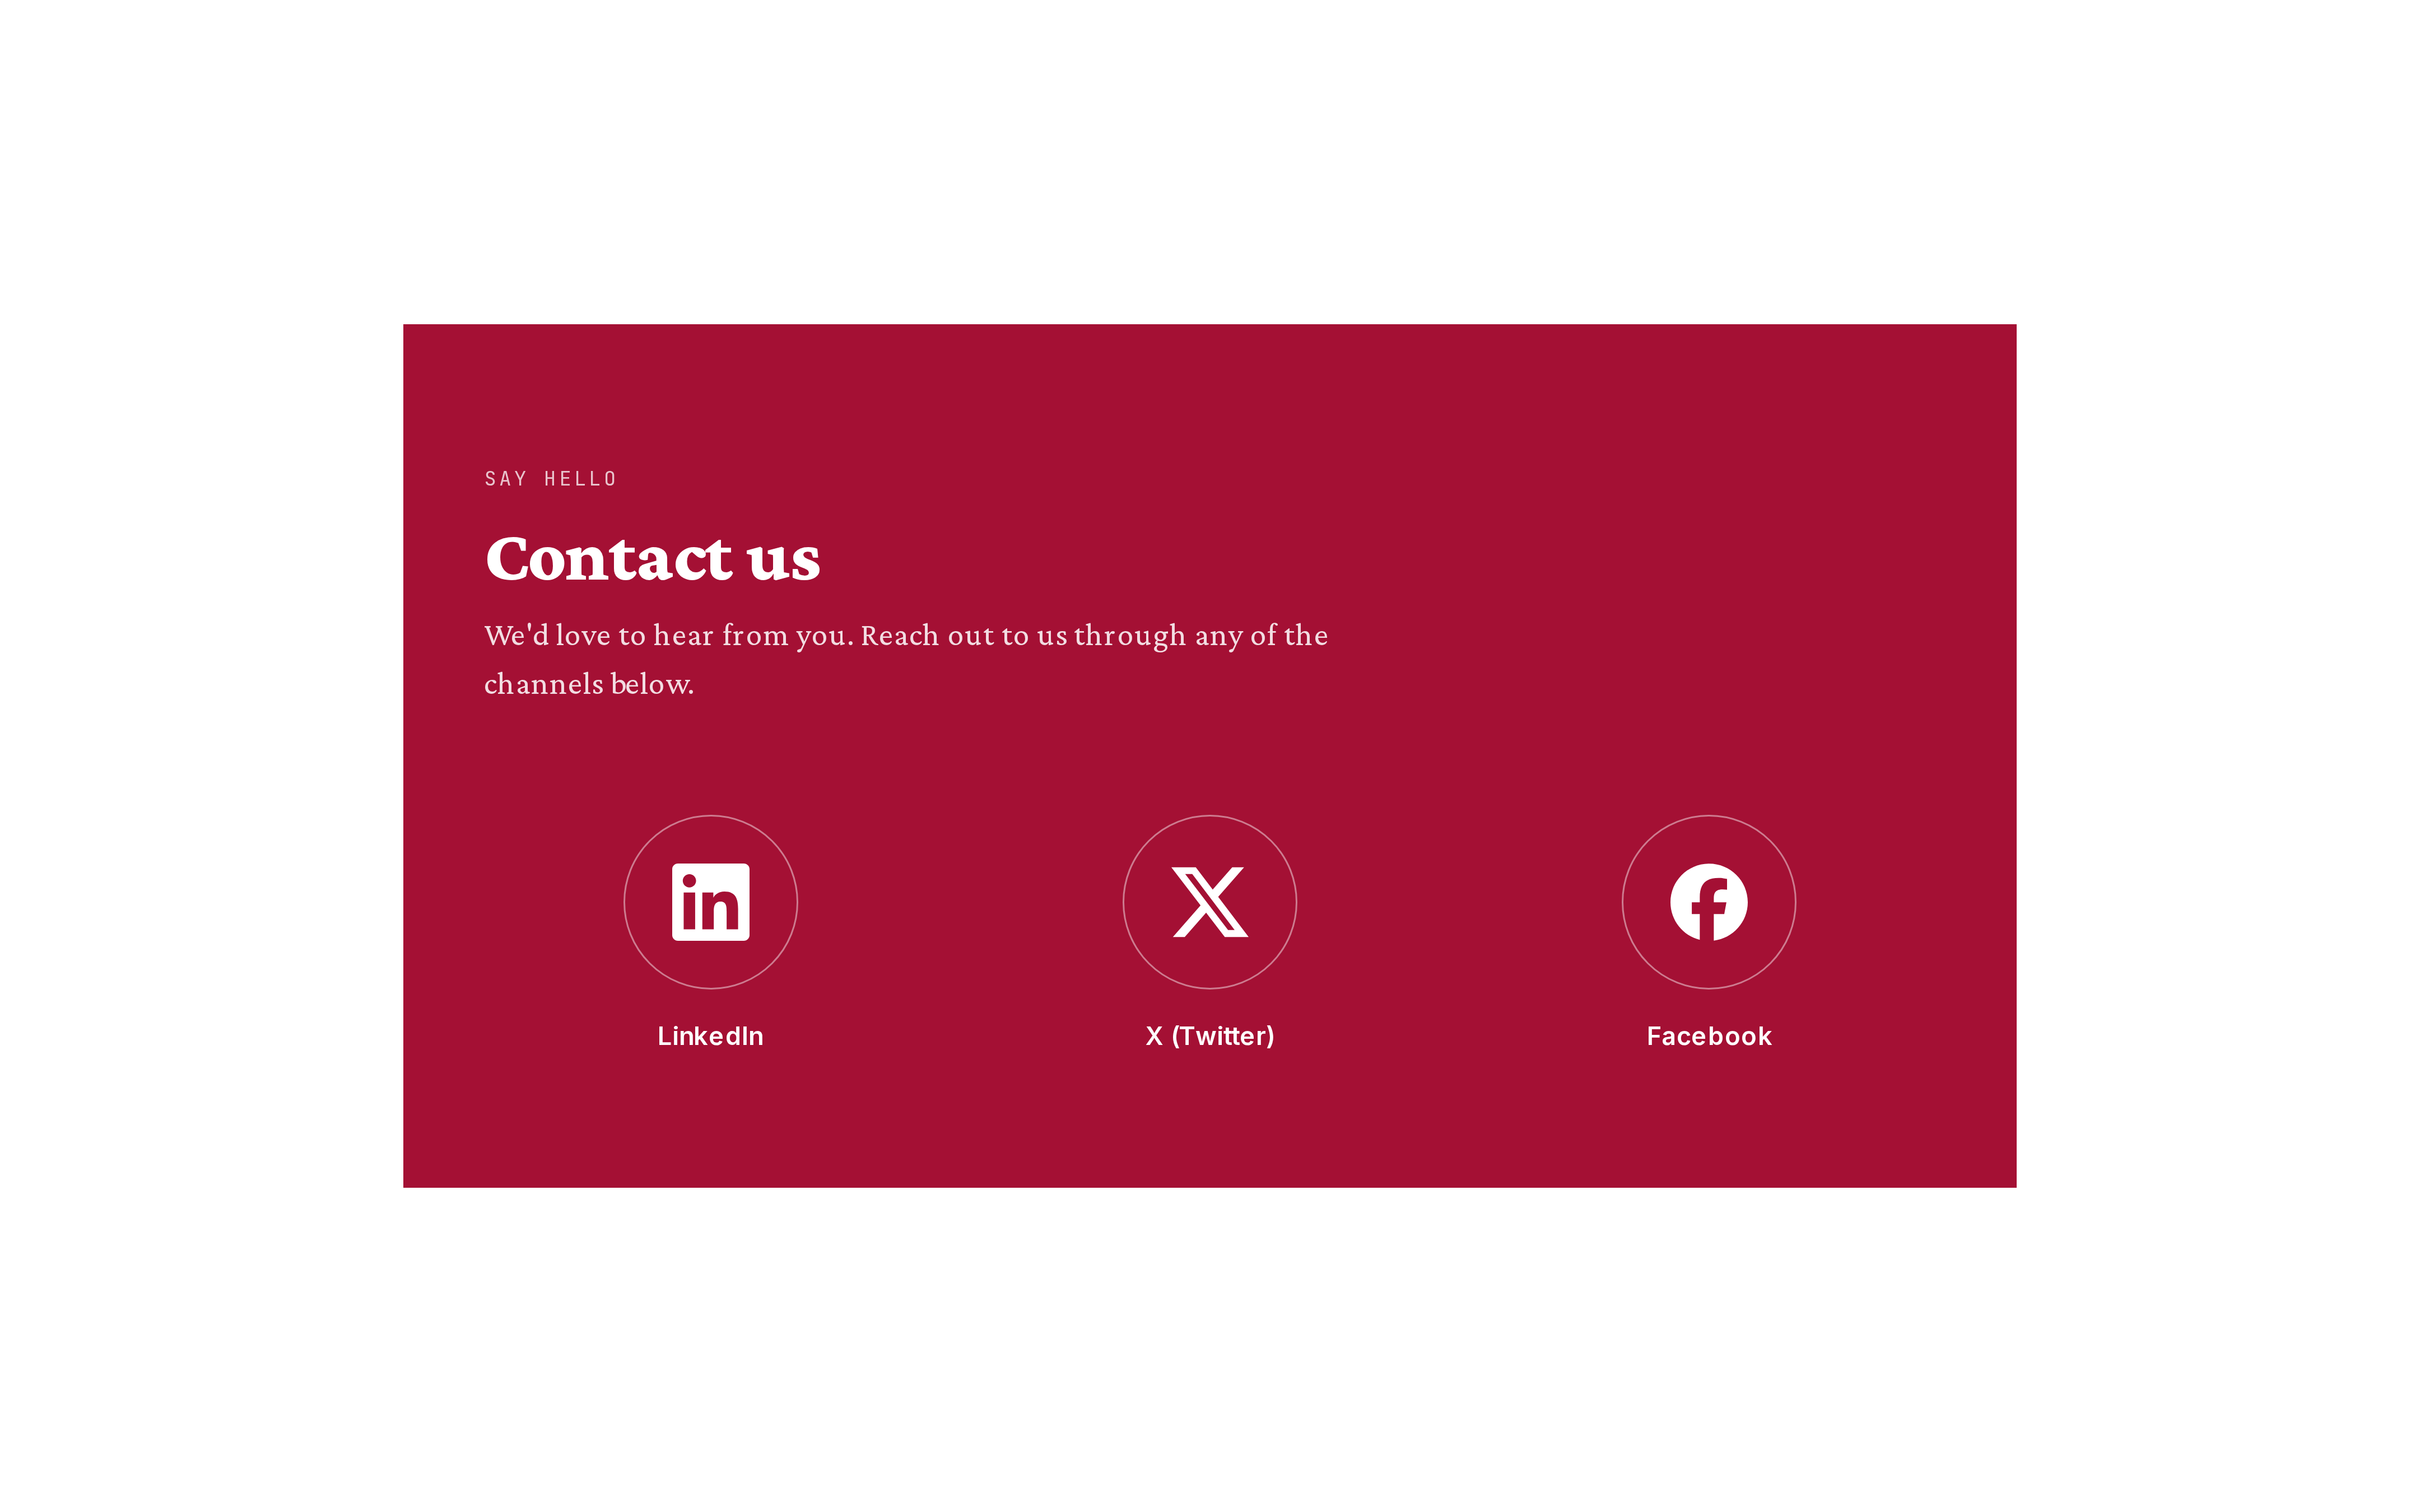 SAY HELLO
Contact us
We'd love to hear from you. Reach out to us through any of the
channels below.
in
LinkedIn
X (Twitter)
Facebook